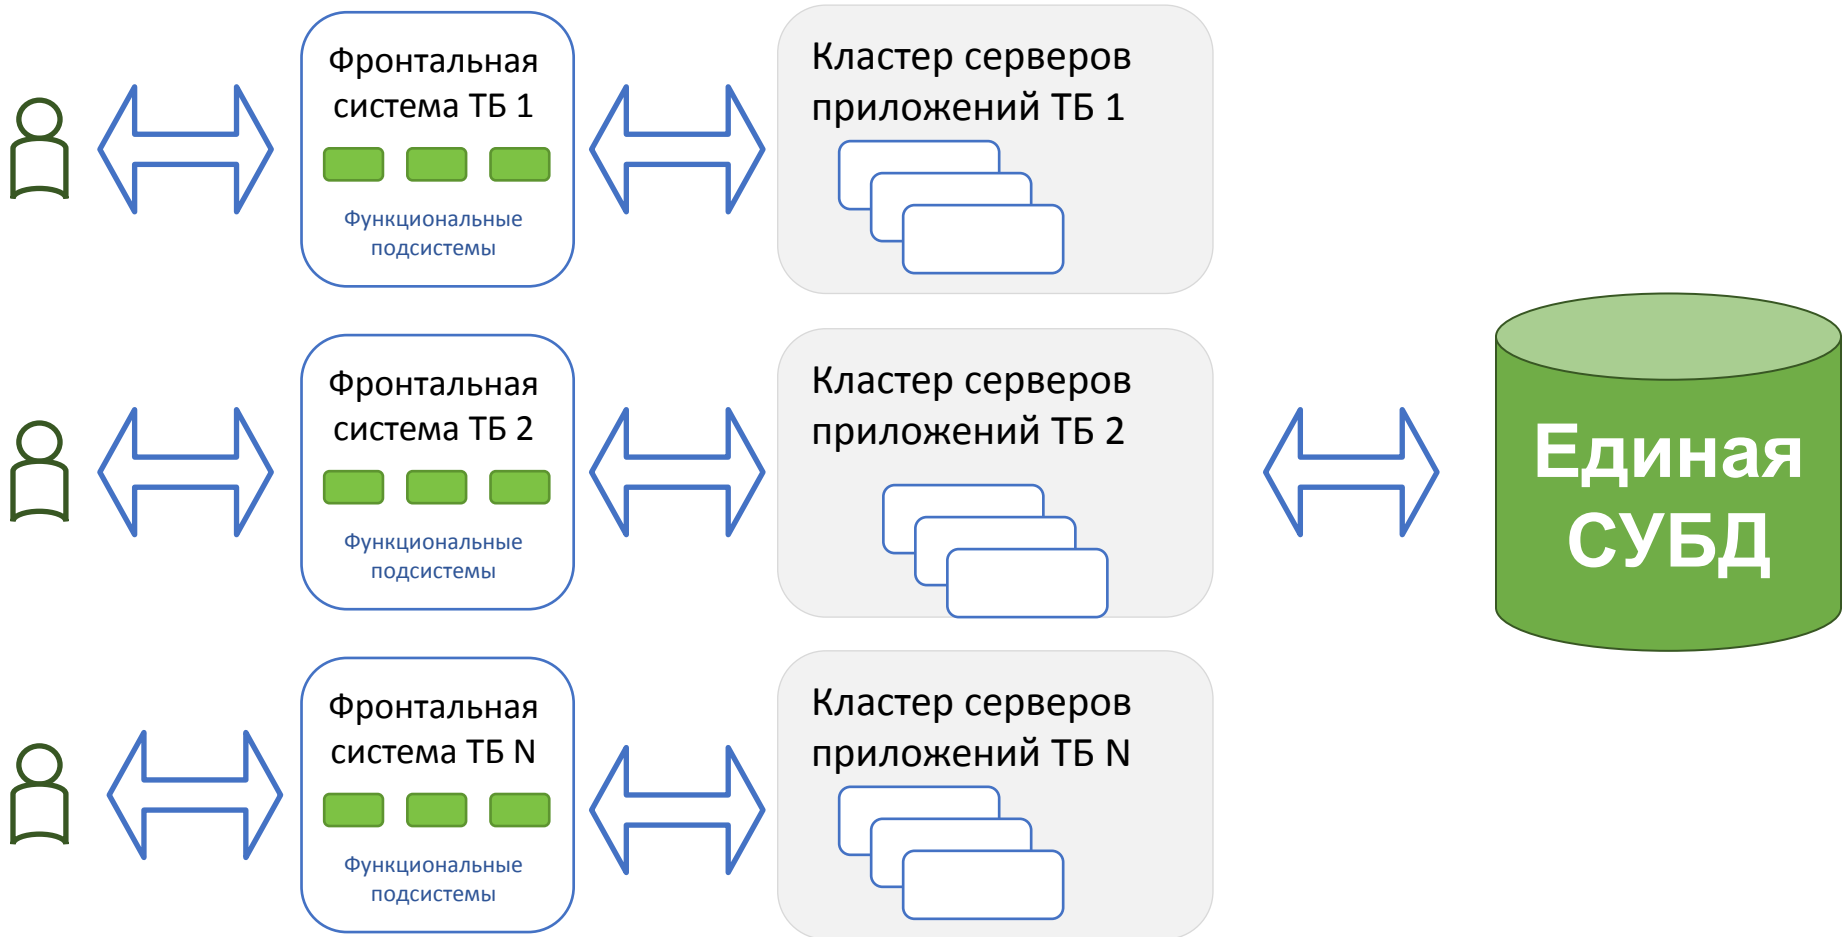 Фронтальная
система ТБ 1
Функциональные
подсистемы
Кластер серверов
приложений ТБ 1
Фронтальная
система ТБ 2
Функциональные
подсистемы
Кластер серверов
приложений ТБ 2
Единая
СУБД
Фронтальная
система ТБ N
Функциональные
подсистемы
Кластер серверов
приложений ТБ N